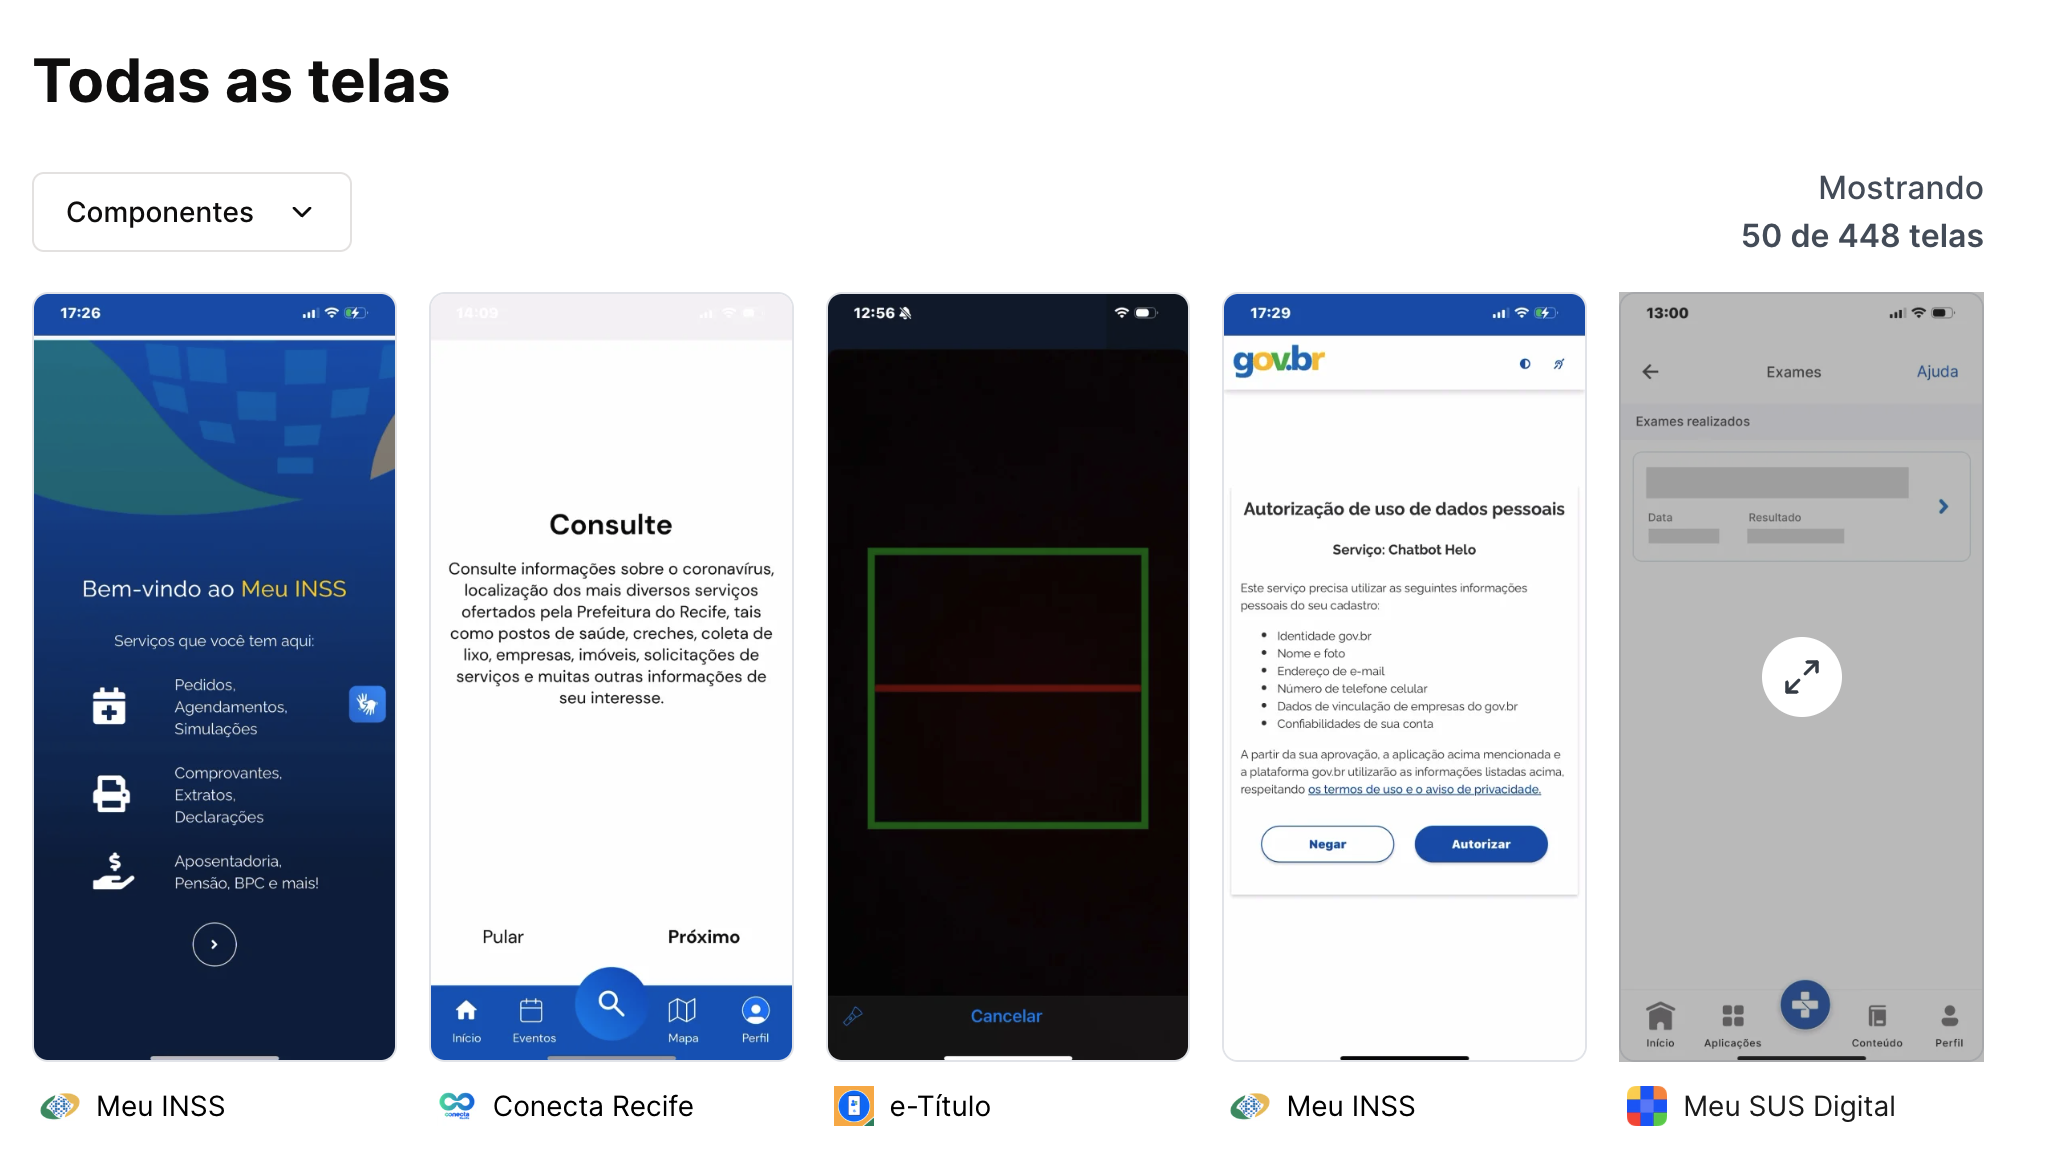 Todas as telas
Componentes
Mostrando
50 de 448 telas
17:26
Bem-vindo ao Meu INSS
Serviços que você tem aqui:
Pedidos,
Agendamentos,
Simulações
Comprovantes,
Extratos,
Declarações
Aposentadoria,
Pensão, BPC e mais!
Meu INSS
14:09
Consulte
Consulte informações sobre o coronavírus,
localização dos mais diversos serviços
ofertados pela Prefeitura do Recife, tais
como postos de saúde, creches, coleta de
lixo, empresas, imóveis, solicitações de
serviços e muitas outras informações de
seu interesse.
Pular
Próximo
Início
Eventos
Mapa
Perfil
conecta
Conecta Recife
12:56
Cancelar
e-Título
17:29
gov.br
Autorização de uso de dados pessoais
Serviço: Chatbot Helo
Este serviço precisa utilizar as seguintes informações
pessoais do seu cadastro:
Identidade gov.br
Nome e foto
Endereço de e-mail
Número de telefone celular
Dados de vinculação de empresas do gov.br
Confiabilidades de sua conta
A partir da sua aprovação, a aplicação acima mencionada e
a plataforma gov.br utilizarão as informações listadas acima,
respeitando os termos de uso e o aviso de privacidade.
Negar
Autorizar
Meu INSS
13:00
Exames
Ajuda
Exames realizados
Data
Resultado
Início
Aplicações
Conteúdo
Perfil
Meu SUS Digital